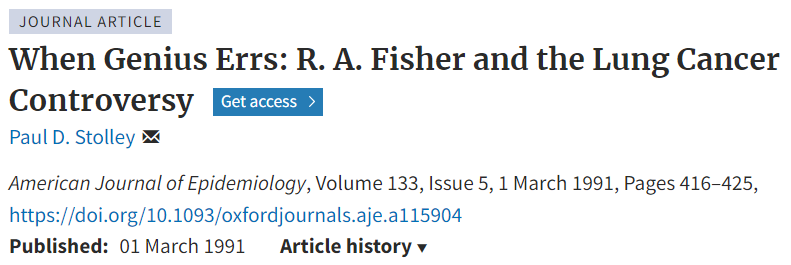 JOURNAL ARTICLE
When Genius Errs: R. A. Fisher and the Lung Cancer
Controversy Get access >
Paul D. Stolley
American Journal of Epidemiology, Volume 133, Issue 5, 1 March 1991, Pages 416–425,
https://doi.org/10.1093/oxfordjournals.aje.a115904
Published: 01 March 1991 Article history ▾